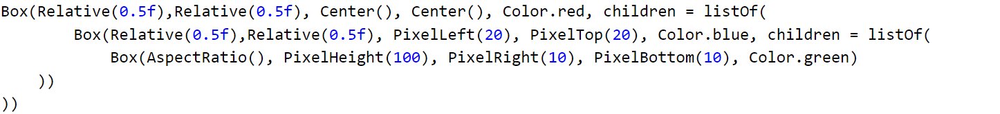 Box(Relative(0.5f),Relative(0.5f), Center(), Center(), Color.red, children = listOf(
        Box(Relative(0.5f),Relative(0.5f), PixelLeft(20), PixelTop(20), Color.blue, children = listOf(
            Box(AspectRatio(), PixelHeight(100), PixelRight(10), PixelBottom(10), Color.green)
    ))
))